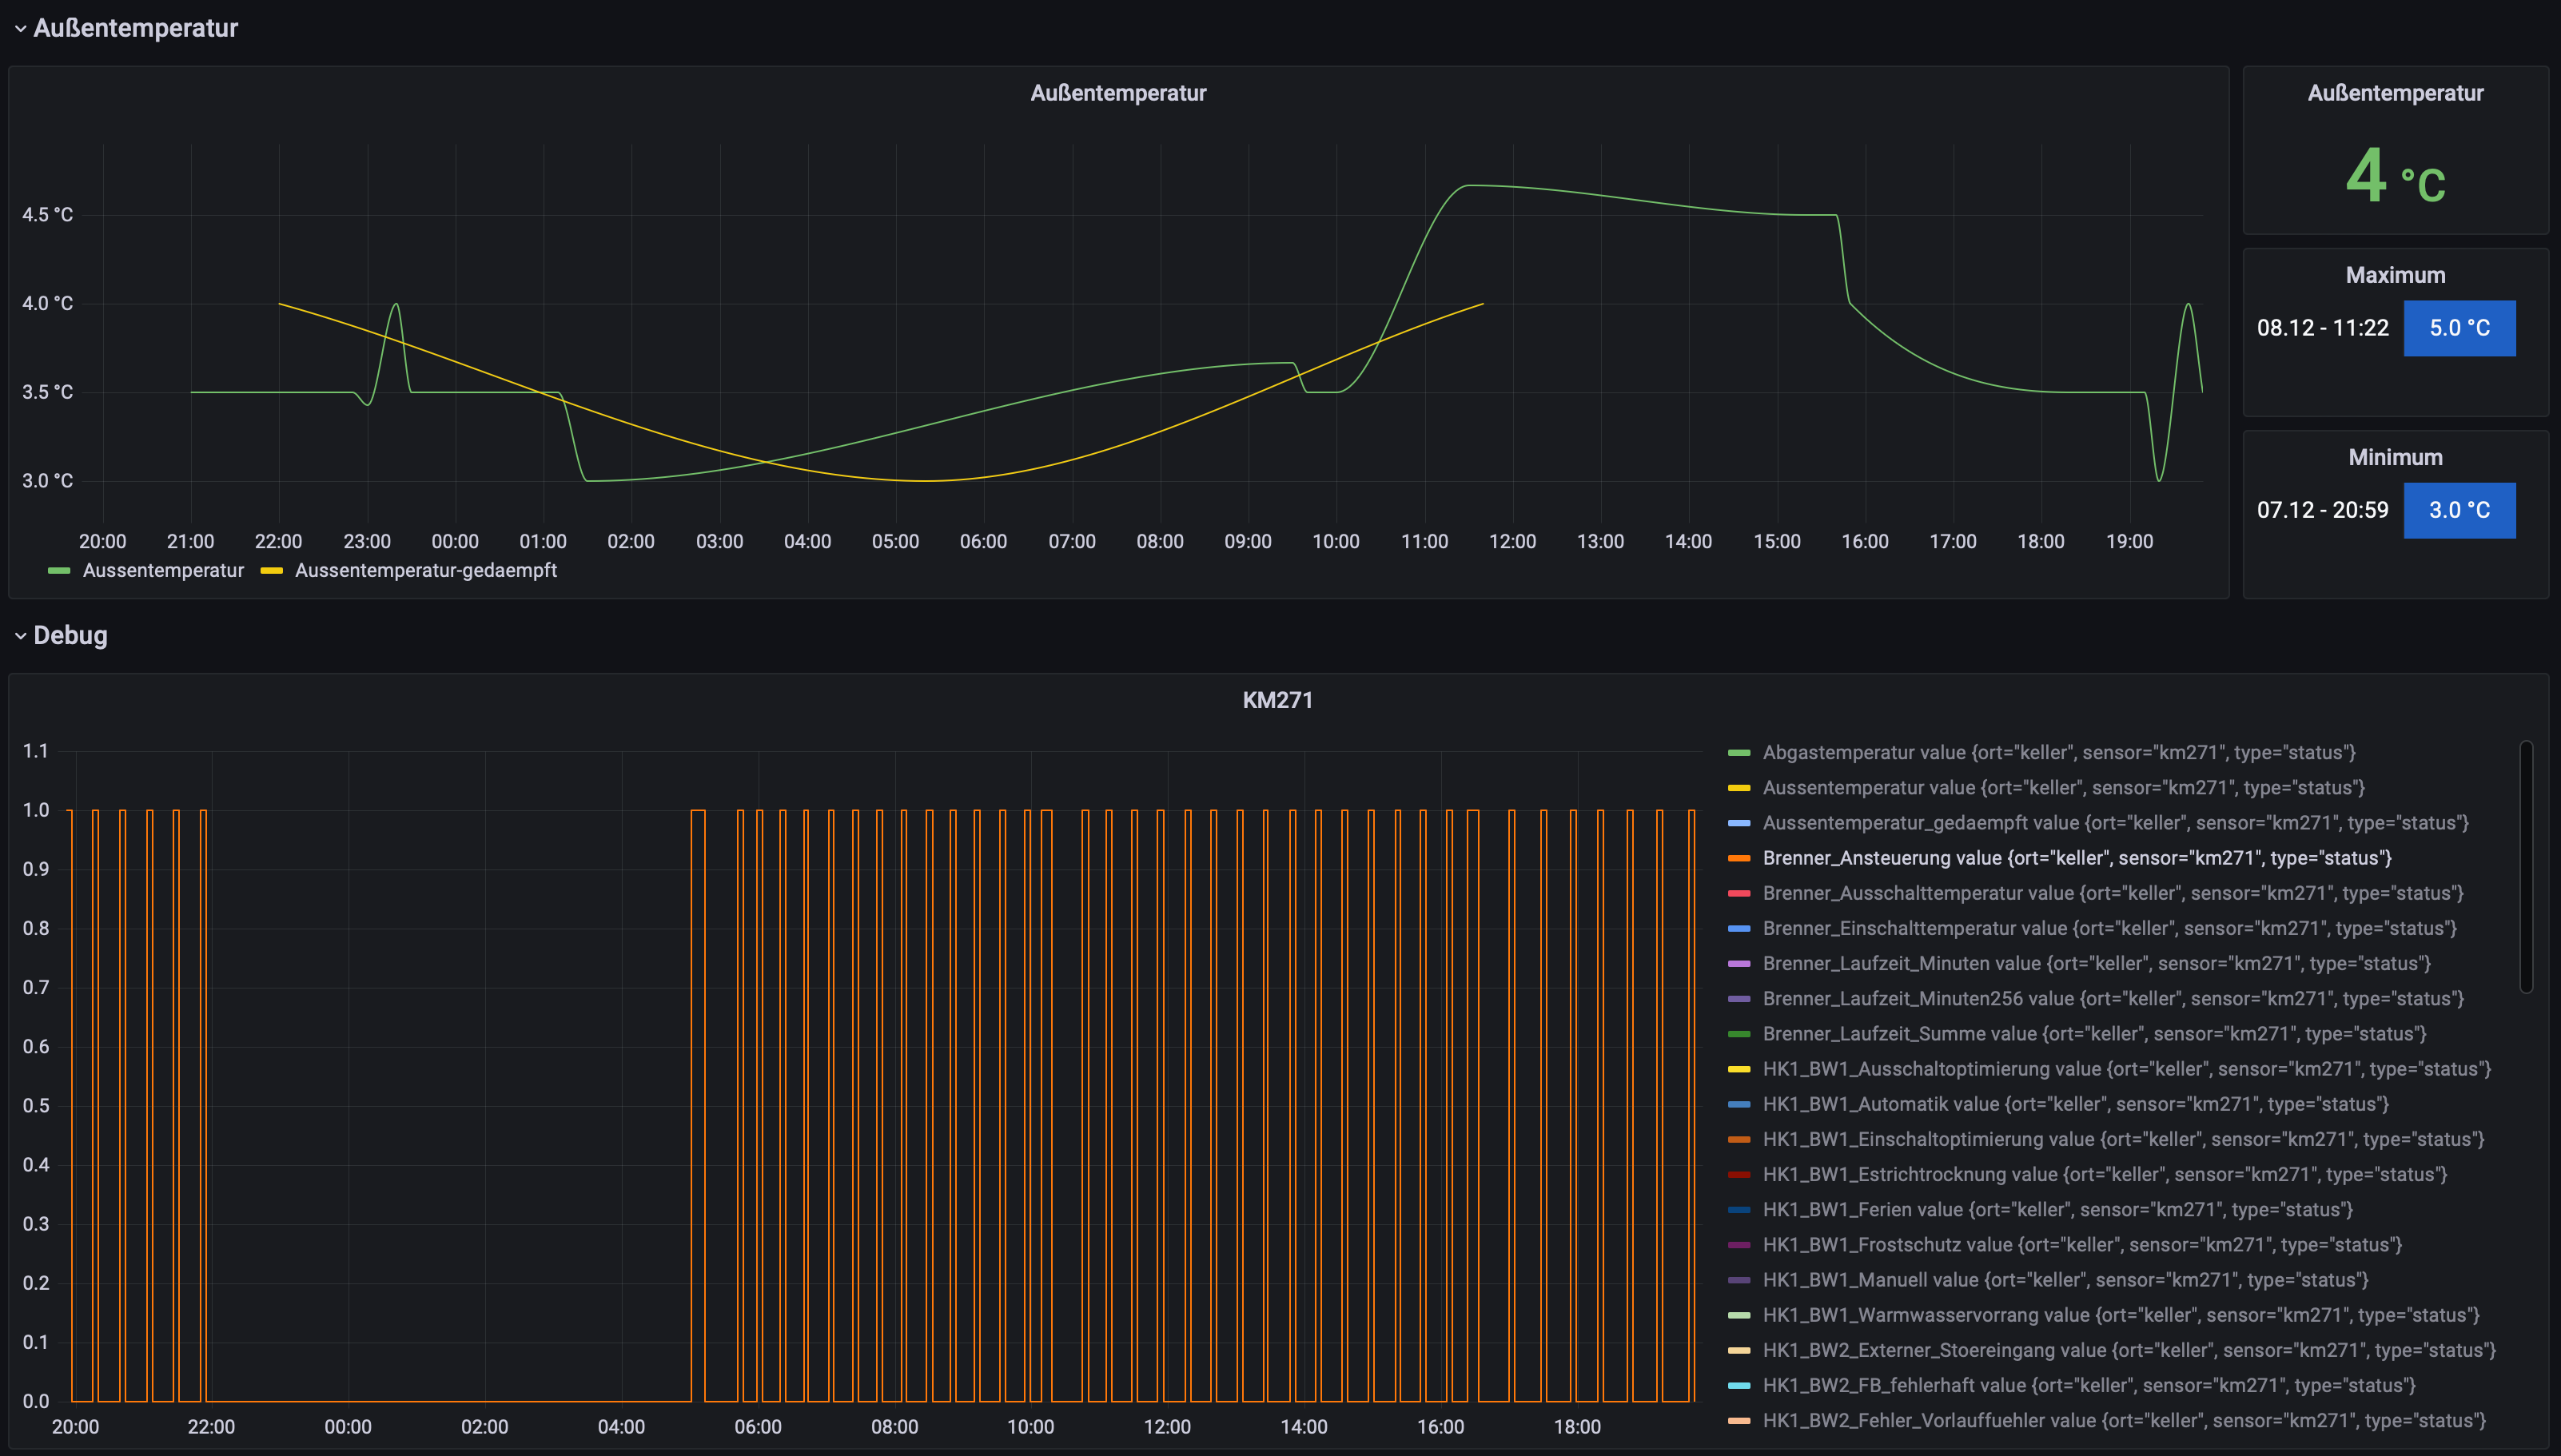 Außentemperatur
Außentemperatur
4.5 °C
4.0 °C
3.5 °C
3.0 °C
20:00 21:00 22:00 23:00 00:00 01:00 02:00 03:00 04:00 05:00 06:00 07:00 08:00 09:00 10:00 11:00 12:00 13:00 14:00 15:00 16:00 17:00 18:00 19:00
Aussentemperatur Aussentemperatur-gedaempft
Außentemperatur
4 °C
Maximum
08.12 - 11:22 5.0 °C
Minimum
07.12 - 20:59 3.0 °C
Debug
KM271
1.1
1.0
0.9
0.8
0.7
0.6
0.5
0.4
0.3
0.2
0.1
0.0
20:00 22:00 00:00 02:00 04:00 06:00 08:00 10:00 12:00 14:00 16:00 18:00
Abgastemperatur value {ort="keller", sensor="km271", type="status"}
Aussentemperatur value {ort="keller", sensor="km271", type="status"}
Aussentemperatur_gedaempft value {ort="keller", sensor="km271", type="status"}
Brenner_Ansteuerung value {ort="keller", sensor="km271", type="status"}
Brenner_Ausschalttemperatur value {ort="keller", sensor="km271", type="status"}
Brenner_Einschalttemperatur value {ort="keller", sensor="km271", type="status"}
Brenner_Laufzeit_Minuten value {ort="keller", sensor="km271", type="status"}
Brenner_Laufzeit_Minuten256 value {ort="keller", sensor="km271", type="status"}
Brenner_Laufzeit_Summe value {ort="keller", sensor="km271", type="status"}
HK1_BW1_Ausschaltoptimierung value {ort="keller", sensor="km271", type="status"}
HK1_BW1_Automatik value {ort="keller", sensor="km271", type="status"}
HK1_BW1_Einschaltoptimierung value {ort="keller", sensor="km271", type="status"}
HK1_BW1_Estrichtrocknung value {ort="keller", sensor="km271", type="status"}
HK1_BW1_Ferien value {ort="keller", sensor="km271", type="status"}
HK1_BW1_Frostschutz value {ort="keller", sensor="km271", type="status"}
HK1_BW1_Manuell value {ort="keller", sensor="km271", type="status"}
HK1_BW1_Warmwasservorrang value {ort="keller", sensor="km271", type="status"}
HK1_BW2_Externer_Stoereingang value {ort="keller", sensor="km271", type="status"}
HK1_BW2_FB_fehlerhaft value {ort="keller", sensor="km271", type="status"}
HK1_BW2_Fehler_Vorlauffuehler value {ort="keller", sensor="km271", type="status"}